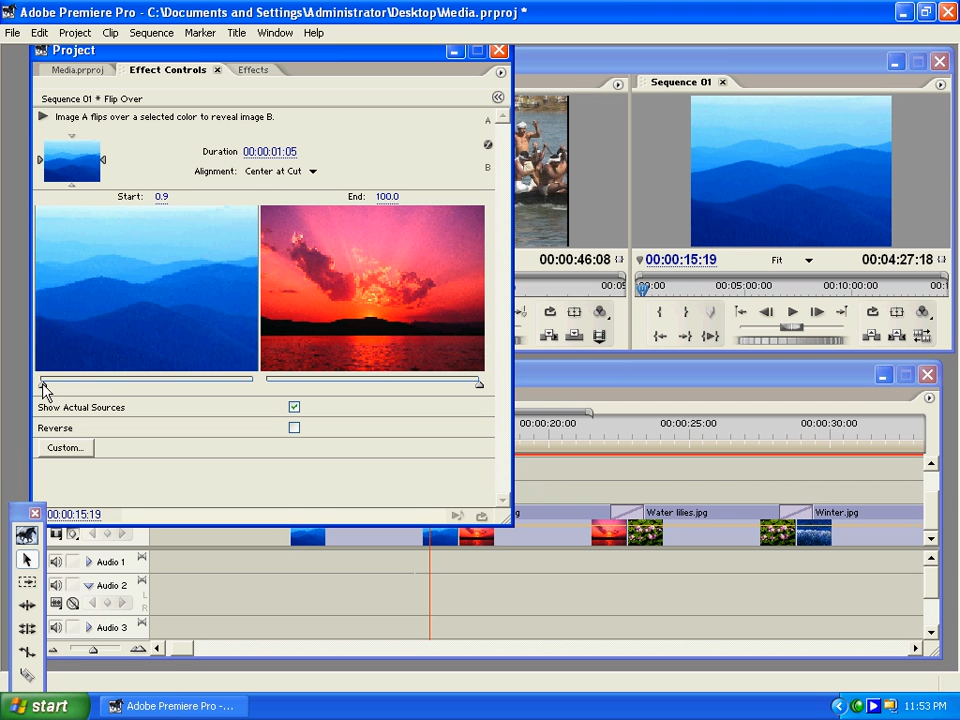 Adobe Premiere Pro - C:\Documents and Settings\Administrator\Desktop\Media.prproj *
File Edit Project Clip Sequence Marker Title Window Help
Project
Media.prproj Effect Controls Effects
Sequence 01 * Flip Over
Image A flips over a selected color to reveal image B.
A
B
Duration 00:00:01:05
Alignment: Center at Cut
Start: 0.9 End: 100.0
Show Actual Sources
Reverse
Custom...
00:00:15:19
Sequence 01
00:00:46:08
00:00:15:19 Fit 00:04:27:18
00:05 00:00 00:05:00:00 00:10:00:00 00:1
00:00:20:00 00:00:25:00 00:00:30:00
Water lilies.jpg Winter.jpg
Audio 1
Audio 2
L
R
Audio 3
start Adobe Premiere Pro -... 11:53 PM